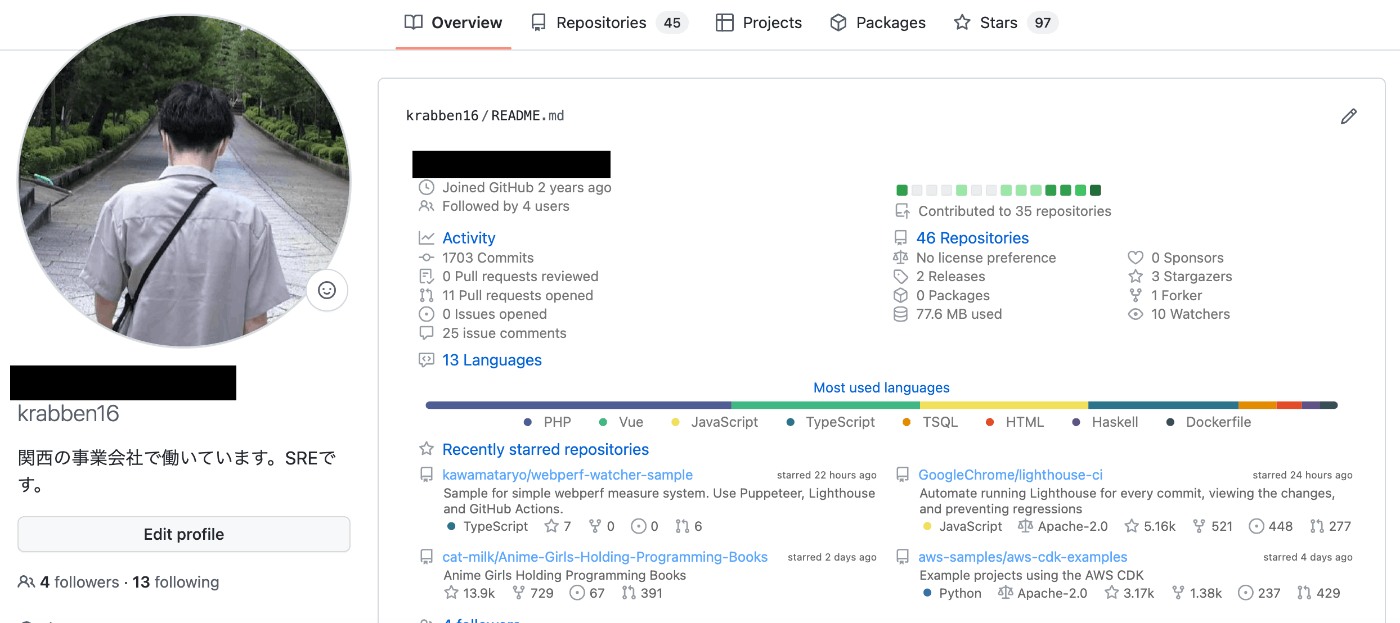 Overview
Repositories 45
Projects
Packages
Stars 97
krabben16
関西の事業会社で働いています。SREで
す。
Edit profile
4 followers · 13 following
krabben16/README.md
Joined GitHub 2 years ago
Followed by 4 users
Contributed to 35 repositories
Activity
1703 Commits
0 Pull requests reviewed
11 Pull requests opened
0 Issues opened
25 issue comments
46 Repositories
No license preference
2 Releases
0 Packages
77.6 MB used
0 Sponsors
3 Stargazers
1 Forker
10 Watchers
13 Languages
Most used languages
PHP Vue JavaScript TypeScript TSQL HTML Haskell Dockerfile
Recently starred repositories
kawamataryo/webperf-watcher-sample starred 22 hours ago
Sample for simple webperf measure system. Use Puppeteer, Lighthouse
and GitHub Actions.
TypeScript 7 0 0 6
GoogleChrome/lighthouse-ci starred 24 hours ago
Automate running Lighthouse for every commit, viewing the changes,
and preventing regressions
JavaScript Apache-2.0 5.16k 521 448 277
cat-milk/Anime-Girls-Holding-Programming-Books starred 2 days ago
Anime Girls Holding Programming Books
13.9k 729 67 391
aws-samples/aws-cdk-examples starred 4 days ago
Example projects using the AWS CDK
Python Apache-2.0 3.17k 1.38k 237 429
4 followers